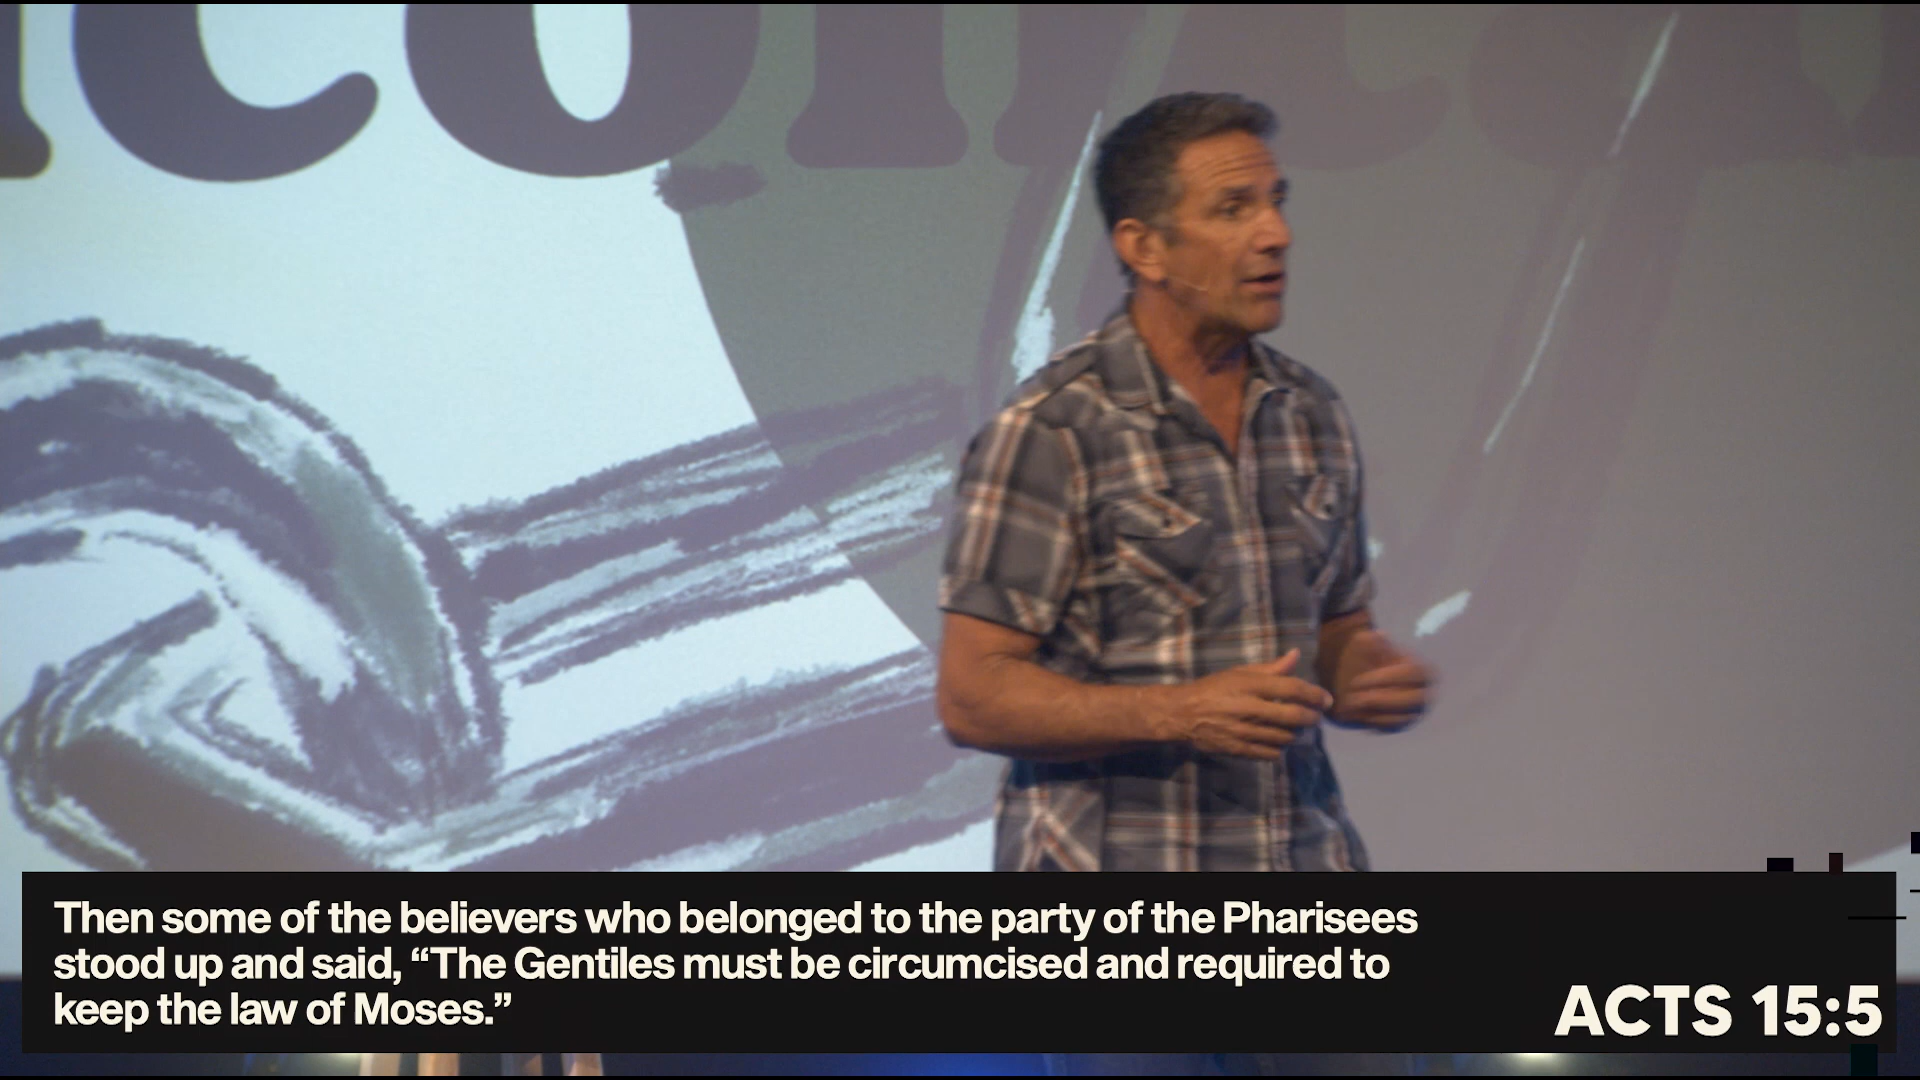 Then some of the believers who belonged to the party of the Pharisees
stood up and said, “The Gentiles must be circumcised and required to
keep the law of Moses.”
ACTS 15:5